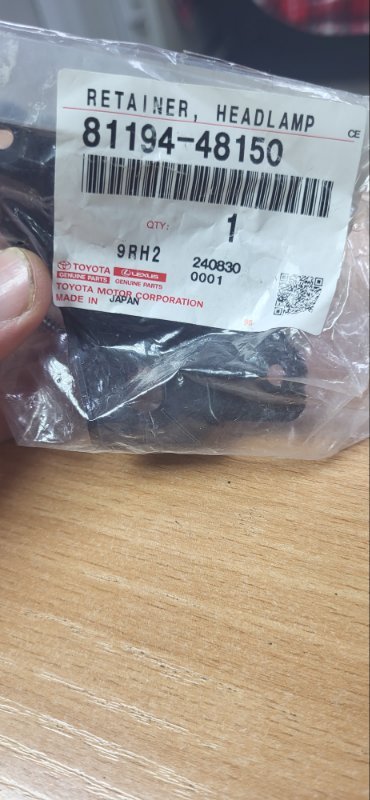 RETAINER, HEADLAMP CE
81194-48150
QTY: 1
9RH2 240830
0001
TOYOTA LEXUS
GENUINE PARTS GENUINE PARTS
TOYOTA MOTOR CORPORATION
MADE IN JAPAN